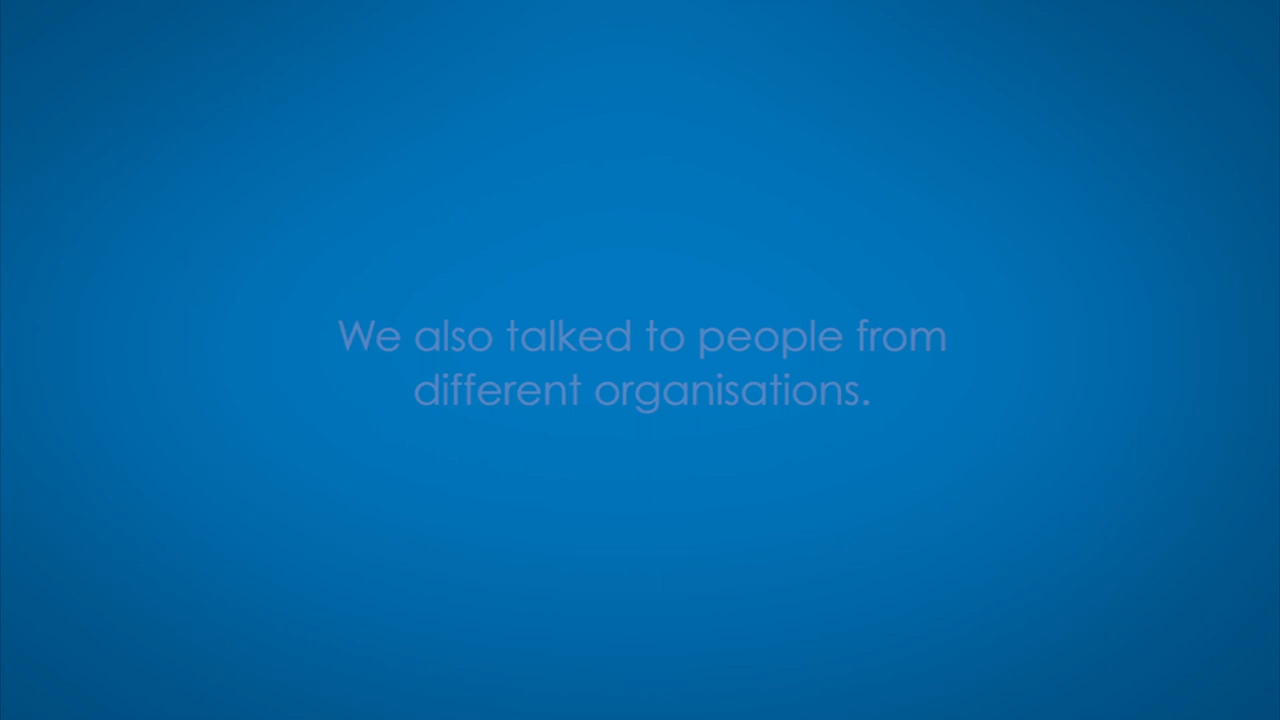 We also talked to people from
different organisations.